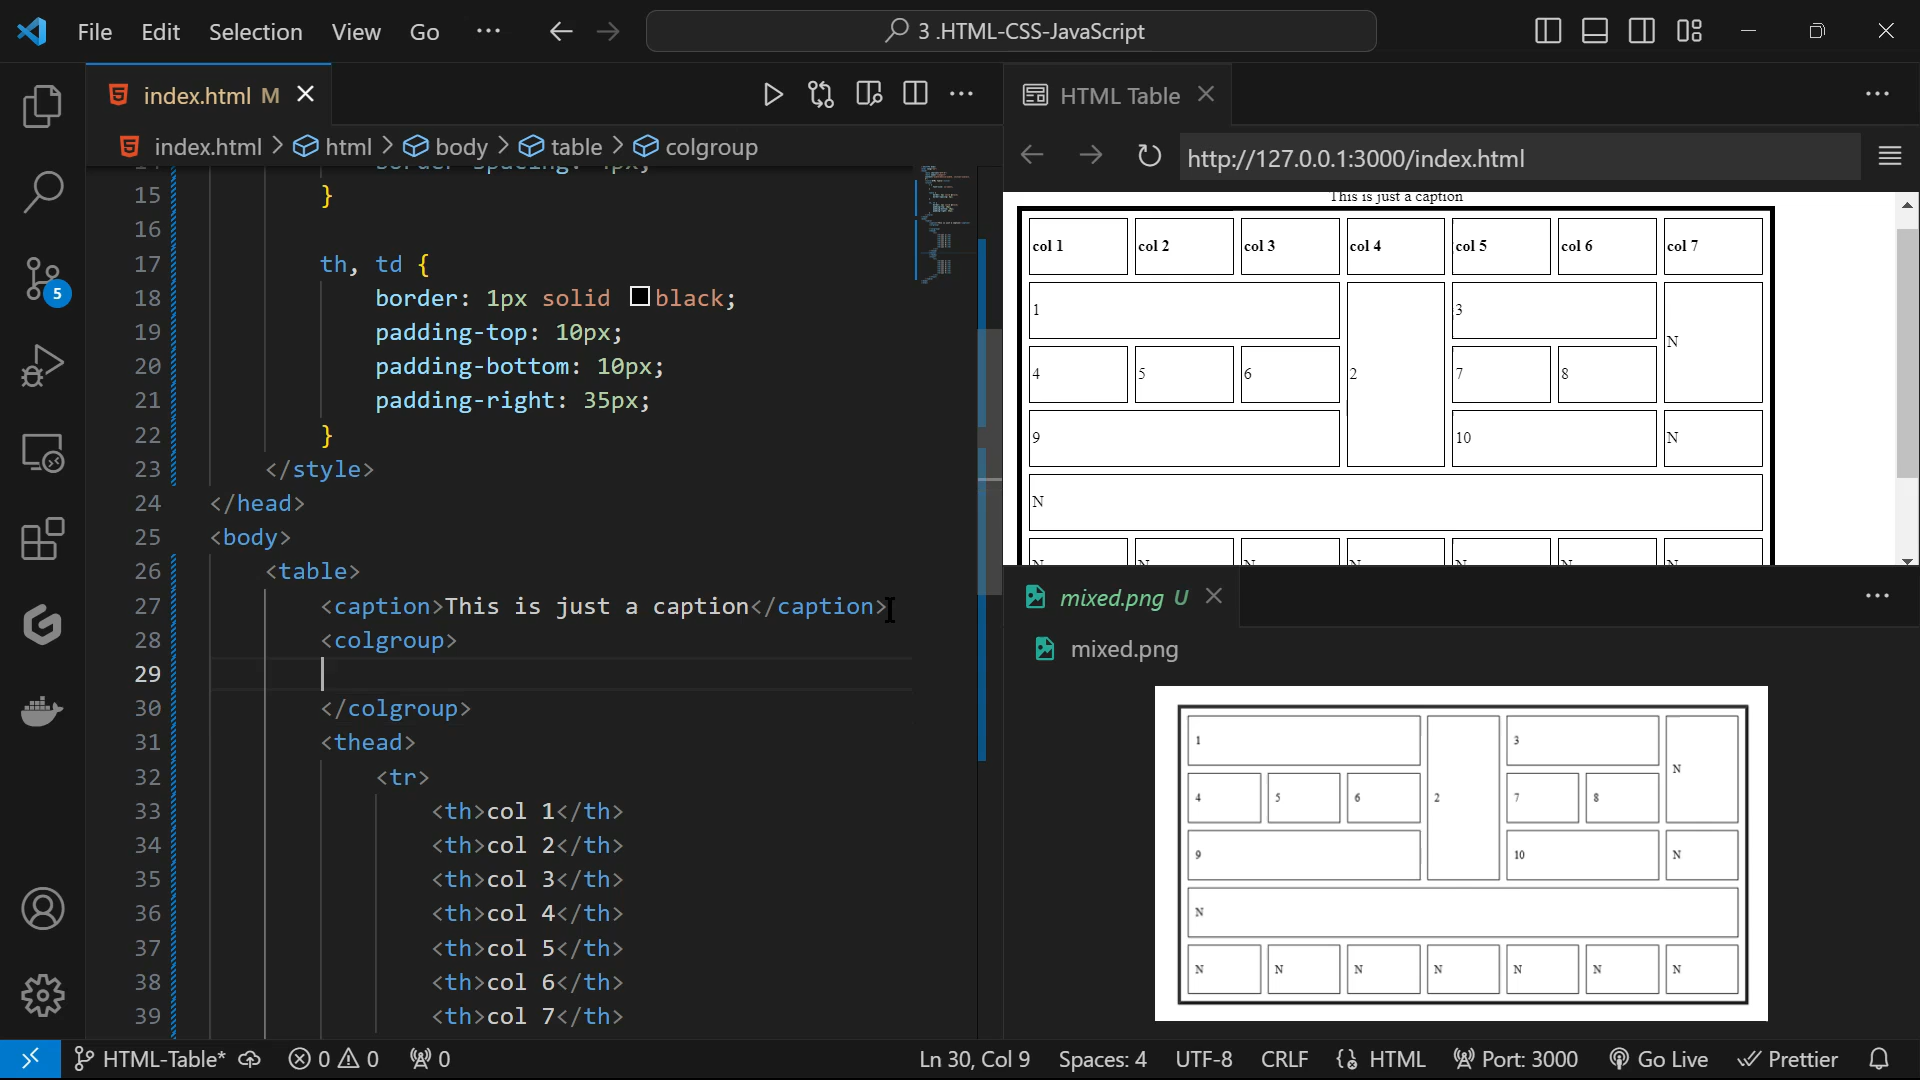 File Edit Selection View Go ··· 3 .HTML-CSS-JavaScript
index.html M
index.html > html > body > table > colgroup
15 }
16
17 th, td {
18 border: 1px solid black;
19 padding-top: 10px;
20 padding-bottom: 10px;
21 padding-right: 35px;
22 }
23 </style>
24 </head>
25 <body>
26 <table>
27 <caption>This is just a caption</caption>
28 <colgroup>
29
30 </colgroup>
31 <thead>
32 <tr>
33 <th>col 1</th>
34 <th>col 2</th>
35 <th>col 3</th>
36 <th>col 4</th>
37 <th>col 5</th>
38 <th>col 6</th>
39 <th>col 7</th>
5
HTML Table
http://127.0.0.1:3000/index.html
This is just a caption
col 1 col 2 col 3 col 4 col 5 col 6 col 7
1 3
N
4 5 6 2 7 8
9 10 N
N
mixed.png U
mixed.png
1 3
N
4 5 6 2 7 8
9 10 N
N
N N N N N N N
HTML-Table* 0 0 0 Ln 30, Col 9 Spaces: 4 UTF-8 CRLF HTML Port: 3000 Go Live Prettier